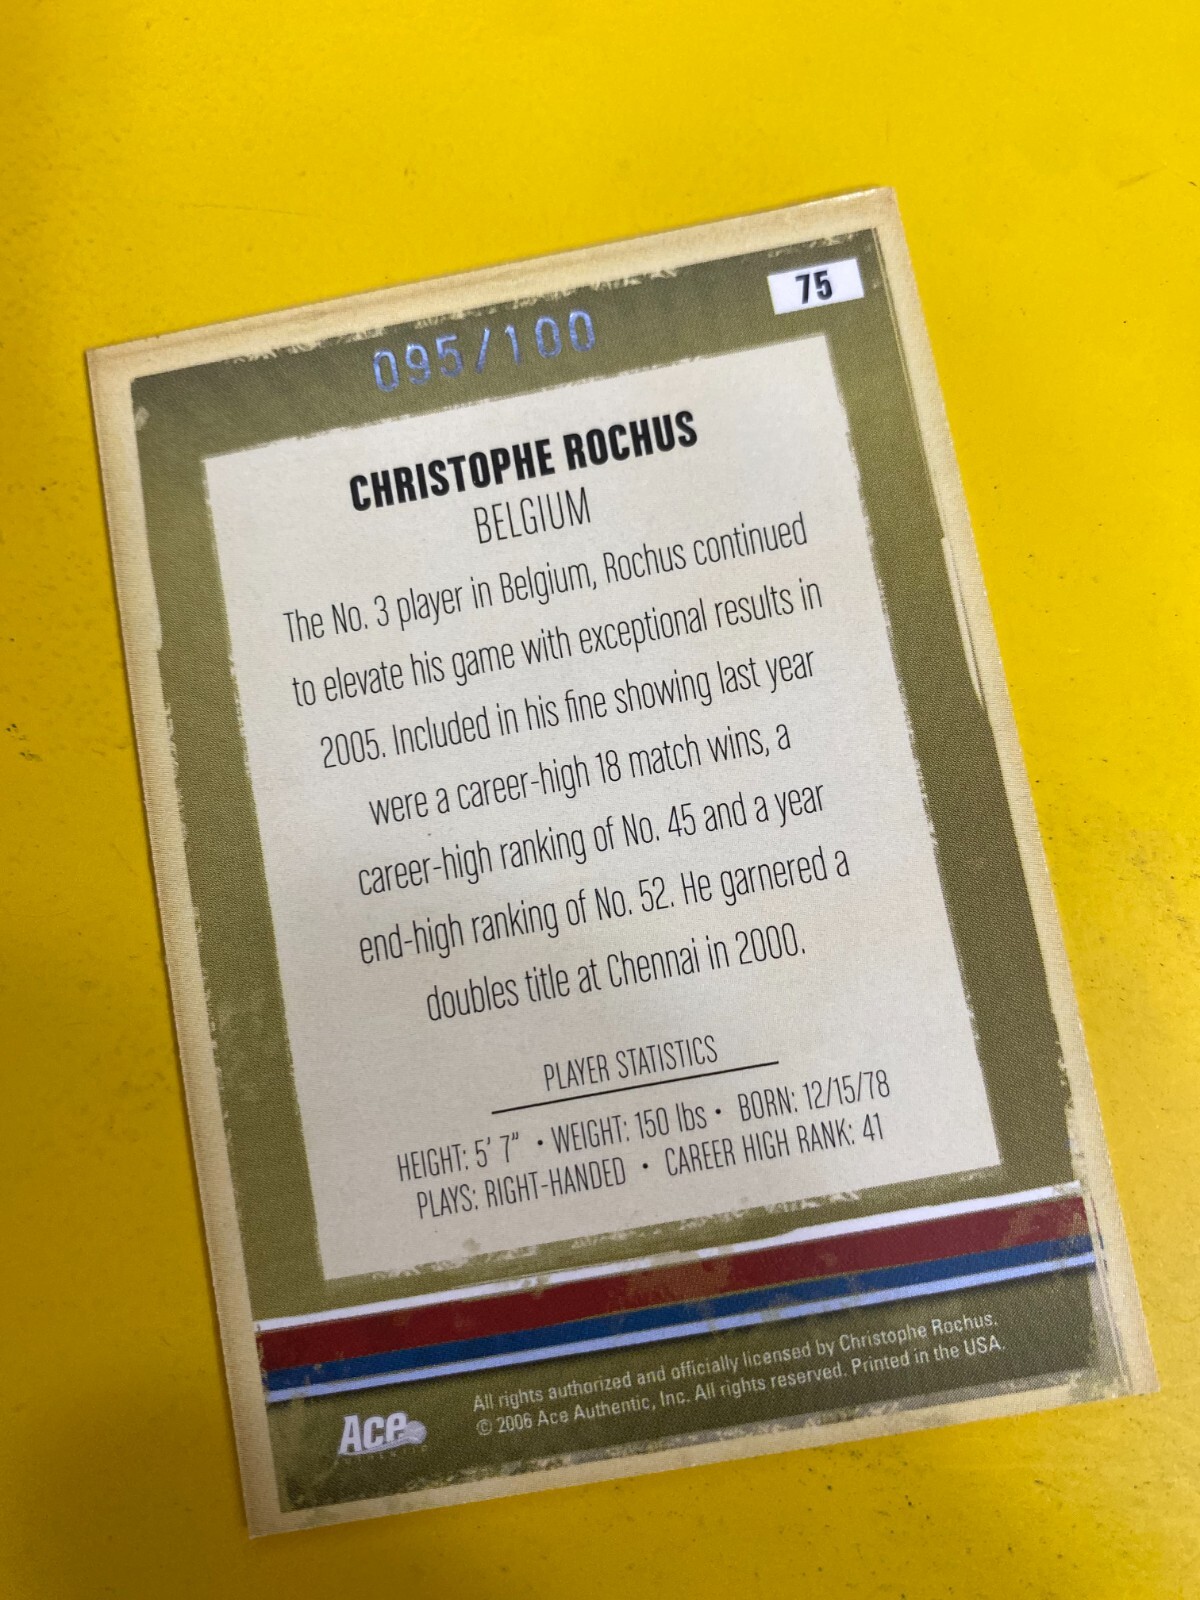 75
095/100
CHRISTOPHE ROCHUS
BELGIUM
The No. 3 player in Belgium, Rochus continued
to elevate his game with exceptional results in
2005. Included in his fine showing last year
were a career-high 18 match wins, a
career-high ranking of No. 45 and a year
end-high ranking of No. 52. He garnered a
doubles title at Chennai in 2000.
PLAYER STATISTICS
HEIGHT: 5' 7" • WEIGHT: 150 lbs • BORN: 12/15/78
PLAYS: RIGHT-HANDED • CAREER HIGH RANK: 41
All rights authorized and officially licensed by Christophe Rochus.
© 2006 Ace Authentic, Inc. All rights reserved. Printed in the USA.
Ace